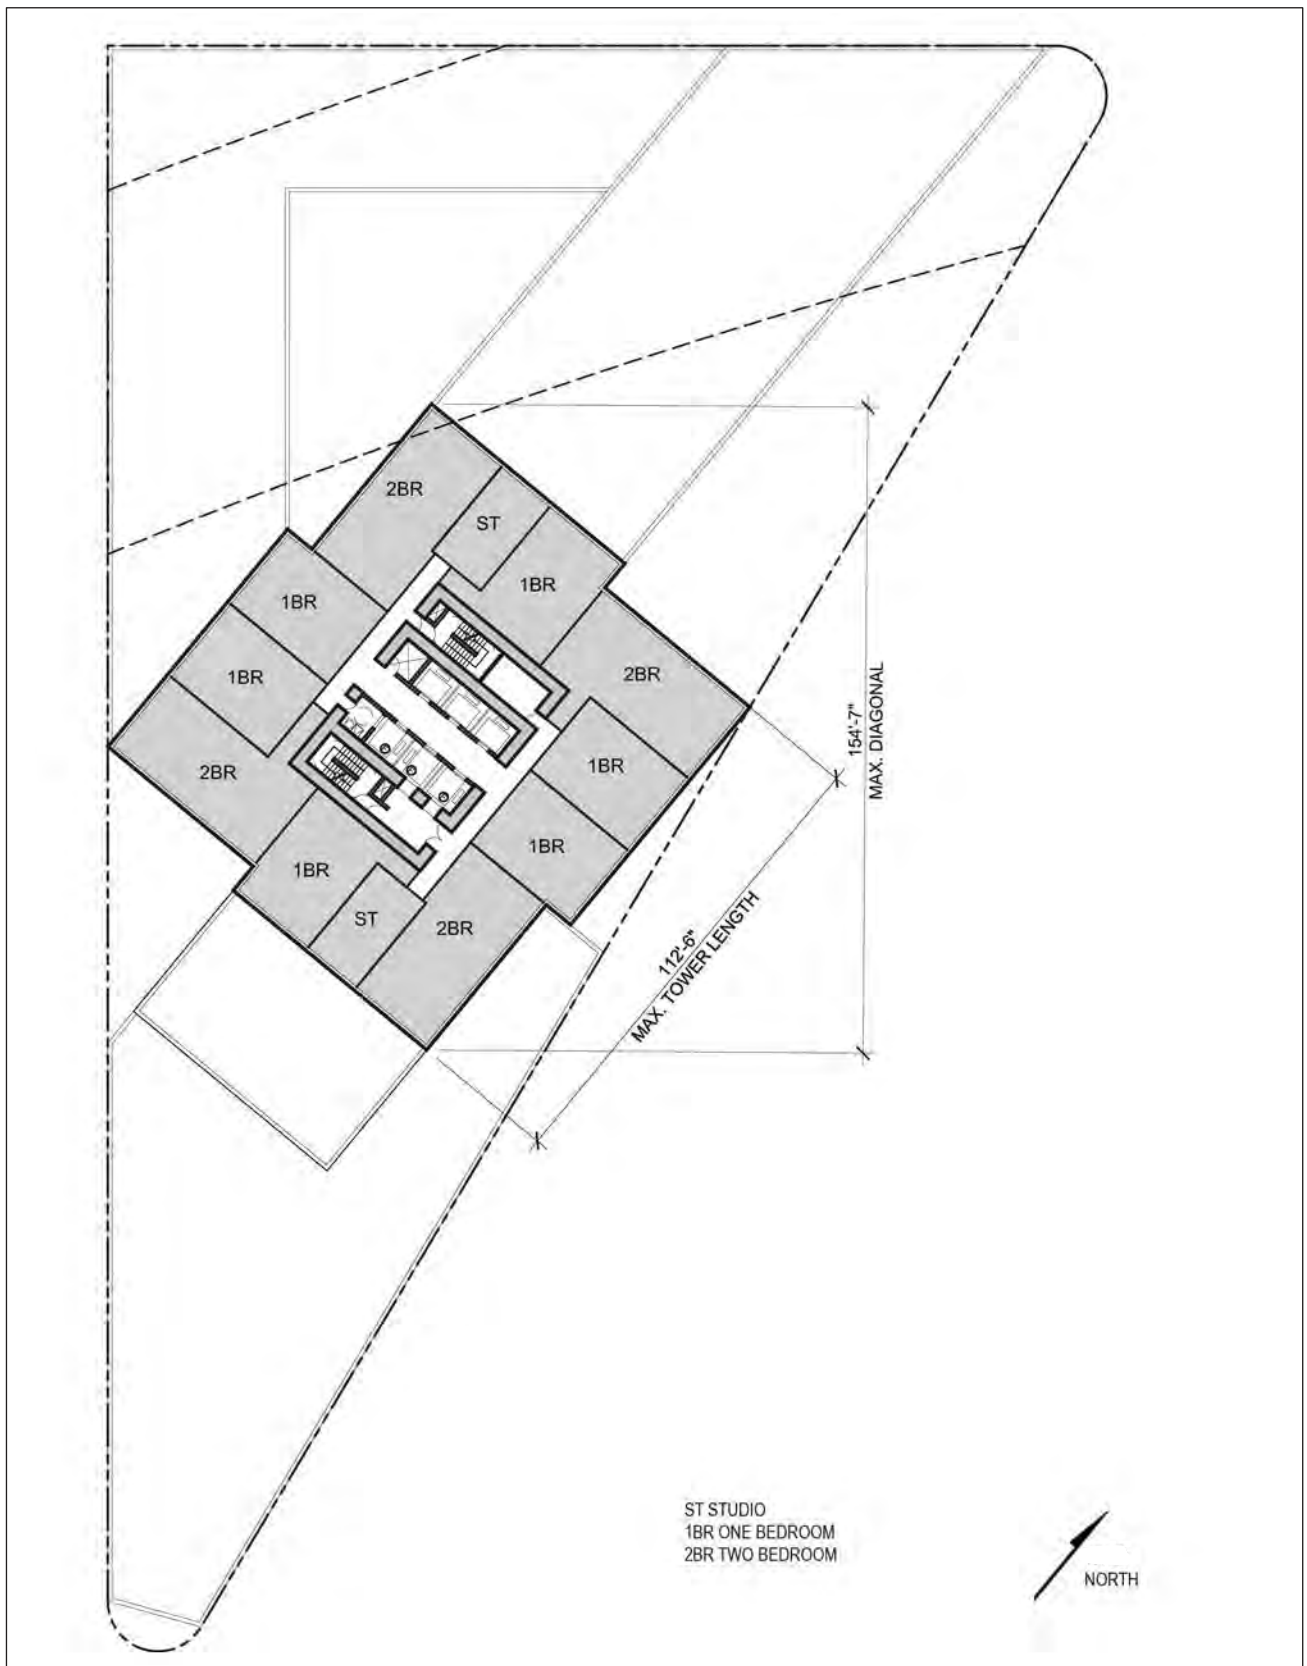 2BR
ST
1BR
1BR
2BR
1BR
1BR
2BR
1BR
1BR
ST
2BR
154'-7"
MAX. DIAGONAL
112'-6"
MAX. TOWER LENGTH
ST STUDIO
1BR ONE BEDROOM
2BR TWO BEDROOM
NORTH